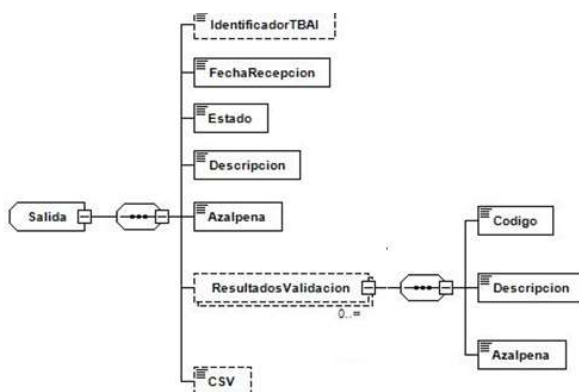 IdentificadorTBAI
FechaRecepcion
Estado
Descripcion
Salida
Azalpena
ResultadosValidacion
0..∞
CSV
Codigo
Descripcion
Azalpena